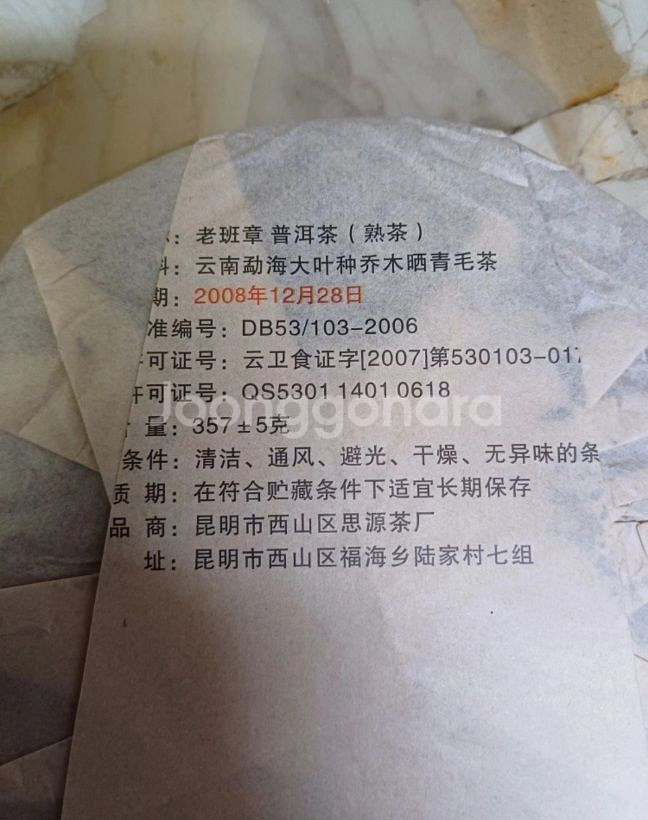 ：老班章 普洱茶（熟茶）
料：云南勐海大叶种乔木晒青毛茶
期：2008年12月28日
准编号：DB53/103-2006
许可证号：云卫食证字[2007]第530103-017
许可证号：QS5301 1401 0618
量：357±5克
条件：清洁、通风、避光、干燥、无异味的条
质 期：在符合贮藏条件下适宜长期保存
品 商：昆明市西山区思源茶厂
址：昆明市西山区福海乡陆家村七组
Joonggonara